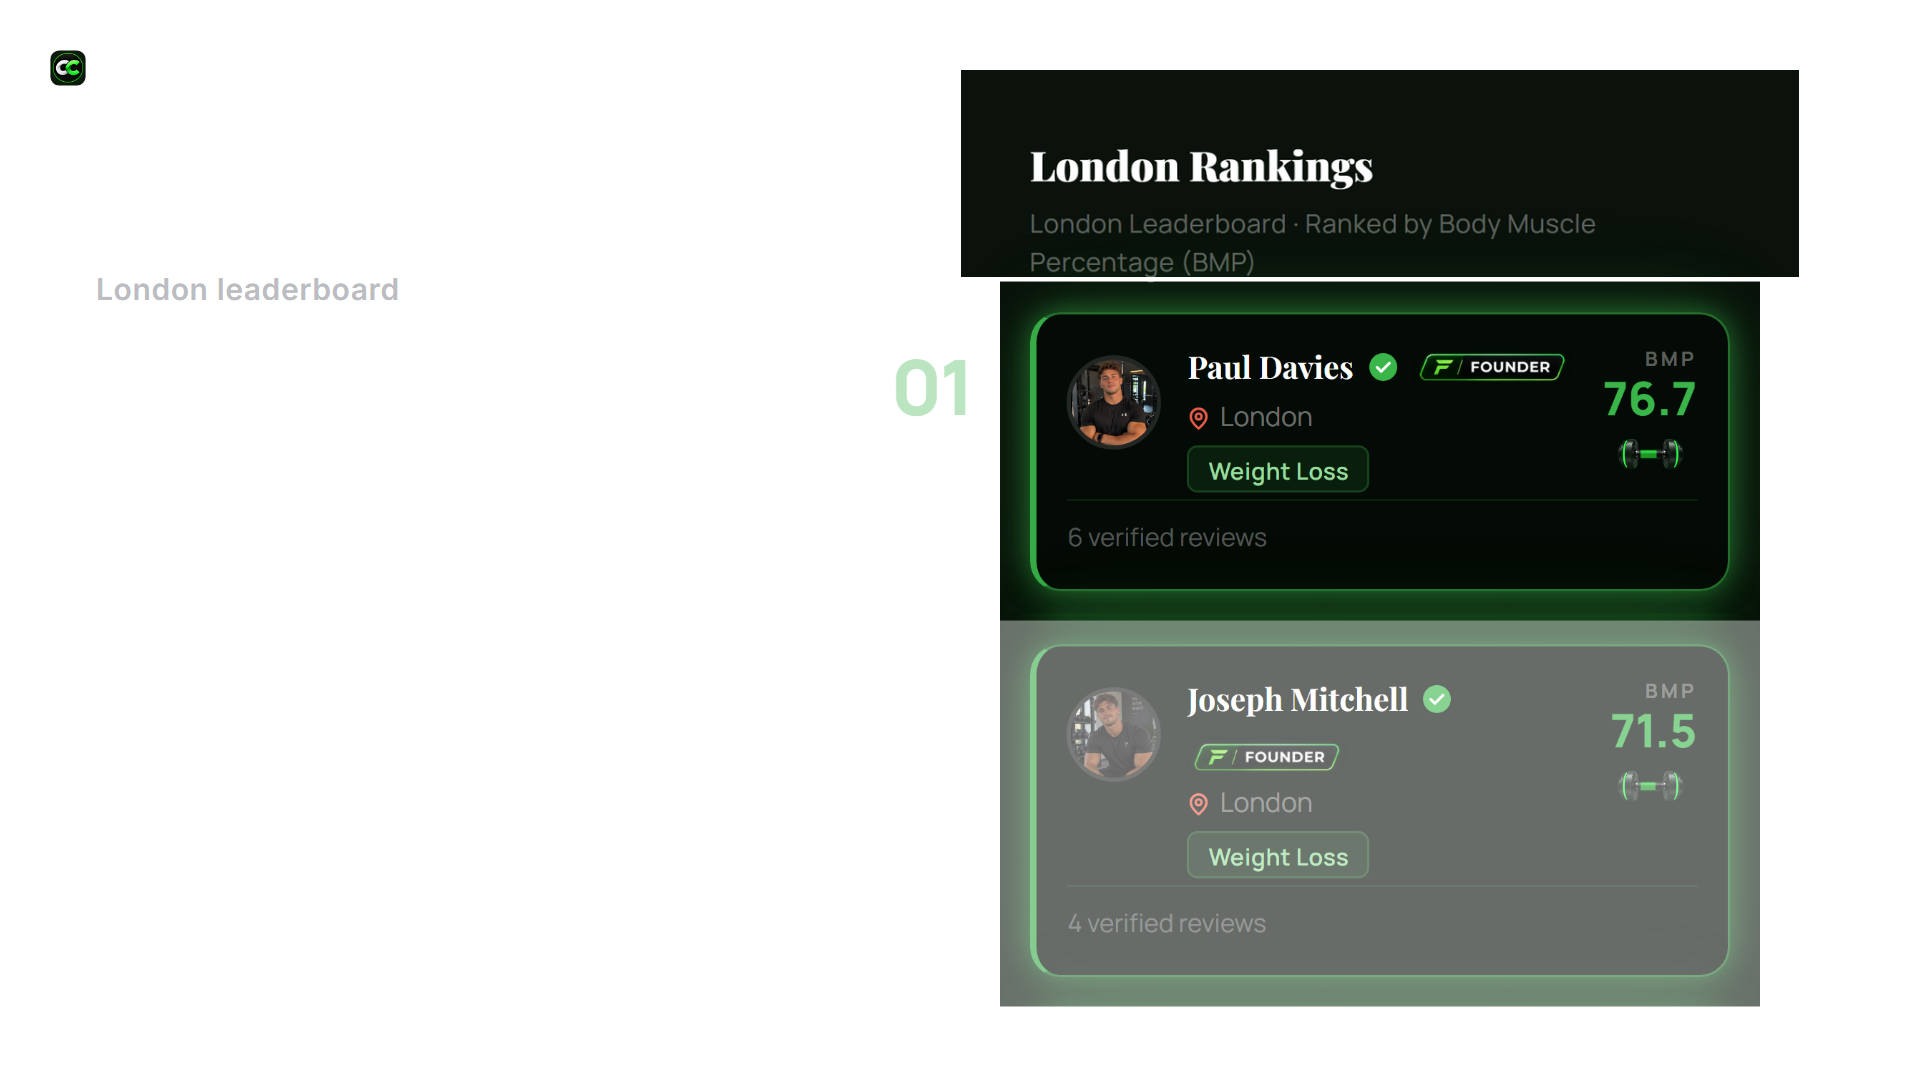 CC
London leaderboard
London Rankings
London Leaderboard · Ranked by Body Muscle
Percentage (BMP)
01
Paul Davies
F / FOUNDER
BMP
76.7
London
Weight Loss
6 verified reviews
Joseph Mitchell
F / FOUNDER
BMP
71.5
London
Weight Loss
4 verified reviews